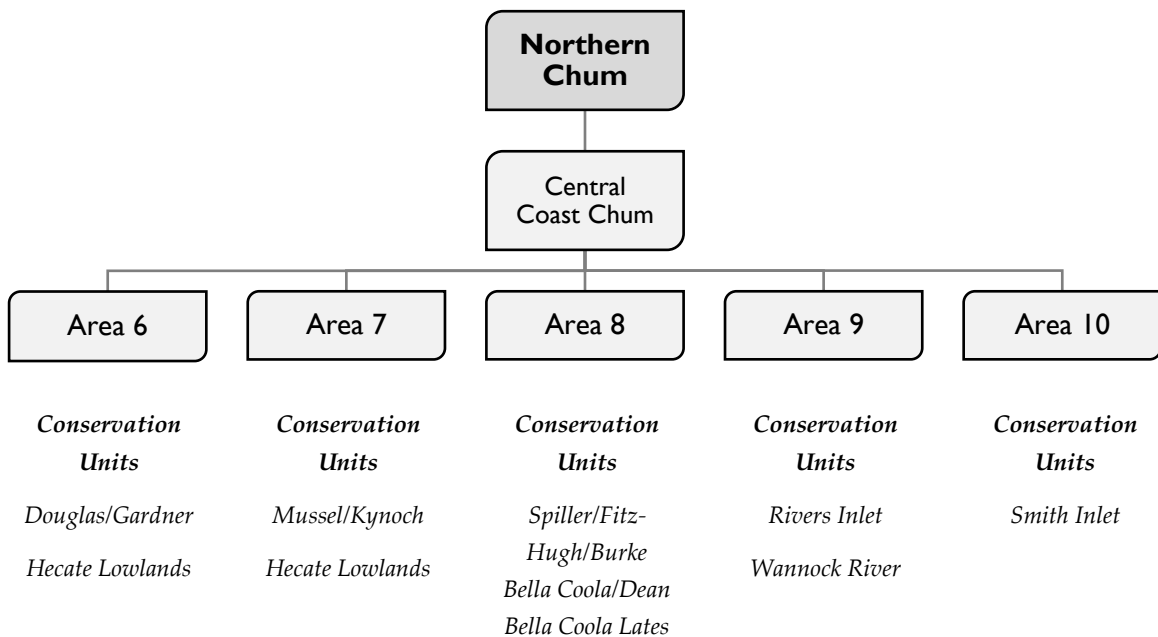 Northern
Chum
Central
Coast Chum
Area 6
Area 7
Area 8
Area 9
Area 10
Conservation
Units
Douglas/Gardner
Hecate Lowlands
Conservation
Units
Mussel/Kynoch
Hecate Lowlands
Conservation
Units
Spiller/Fitz-
Hugh/Burke
Bella Coola/Dean
Bella Coola Lates
Conservation
Units
Rivers Inlet
Wannock River
Conservation
Units
Smith Inlet